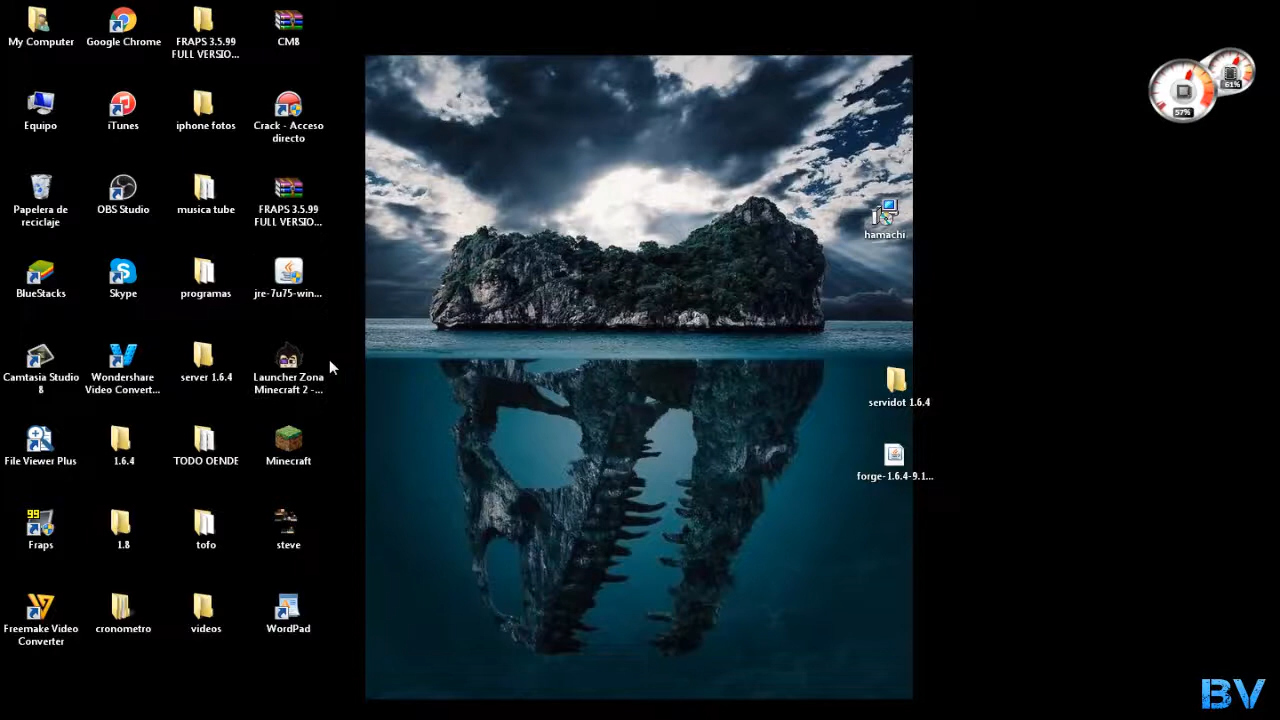 My Computer
Google Chrome
FRAPS 3.5.99
FULL VERSIO...
CM8
57%
61%
Equipo
iTunes
iphone fotos
Crack - Acceso
directo
Papelera de
reciclaje
OBS Studio
musica tube
FRAPS 3.5.99
FULL VERSIO...
hamachi
BlueStacks
Skype
programas
jre-7u75-win...
Camtasia Studio
8
Wondershare
Video Convert...
server 1.6.4
Launcher Zona
Minecraft 2 -...
servidot 1.6.4
File Viewer Plus
1.6.4
TODO OENDE
Minecraft
forge-1.6.4-9.1...
99
Fraps
1.8
tofo
steve
Freemake Video
Converter
cronometro
videos
WordPad
BV